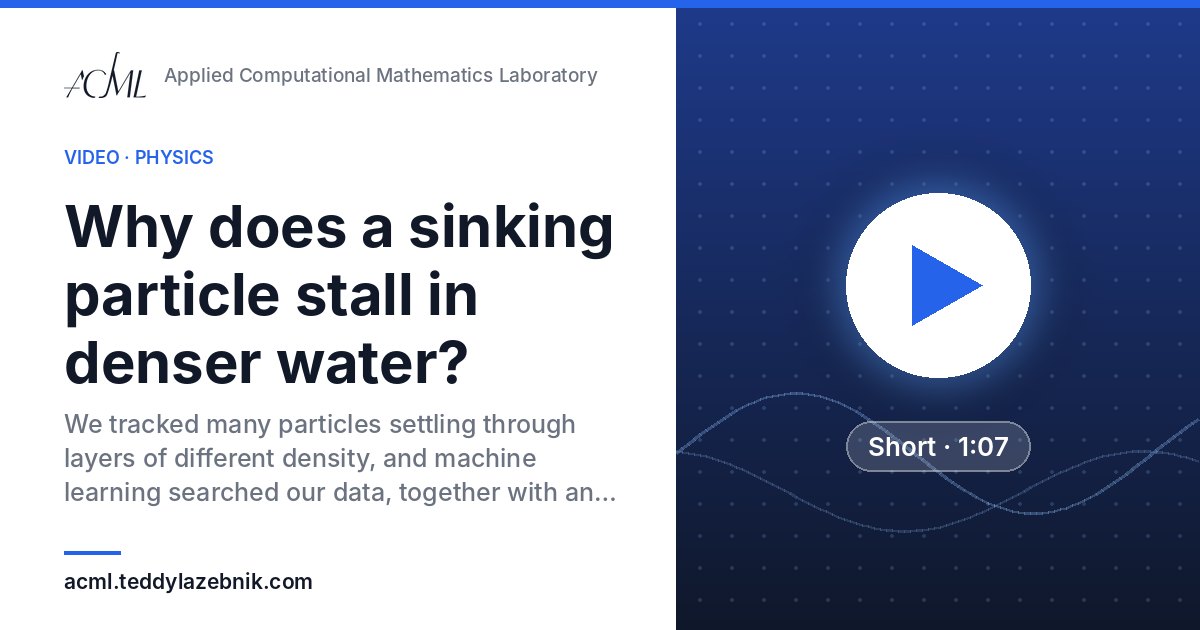 ACML
Applied Computational Mathematics Laboratory
VIDEO · PHYSICS
Why does a sinking
particle stall in
denser water?
We tracked many particles settling through
layers of different density, and machine
learning searched our data, together with an...
acml.teddylazebnik.com
Short · 1:07